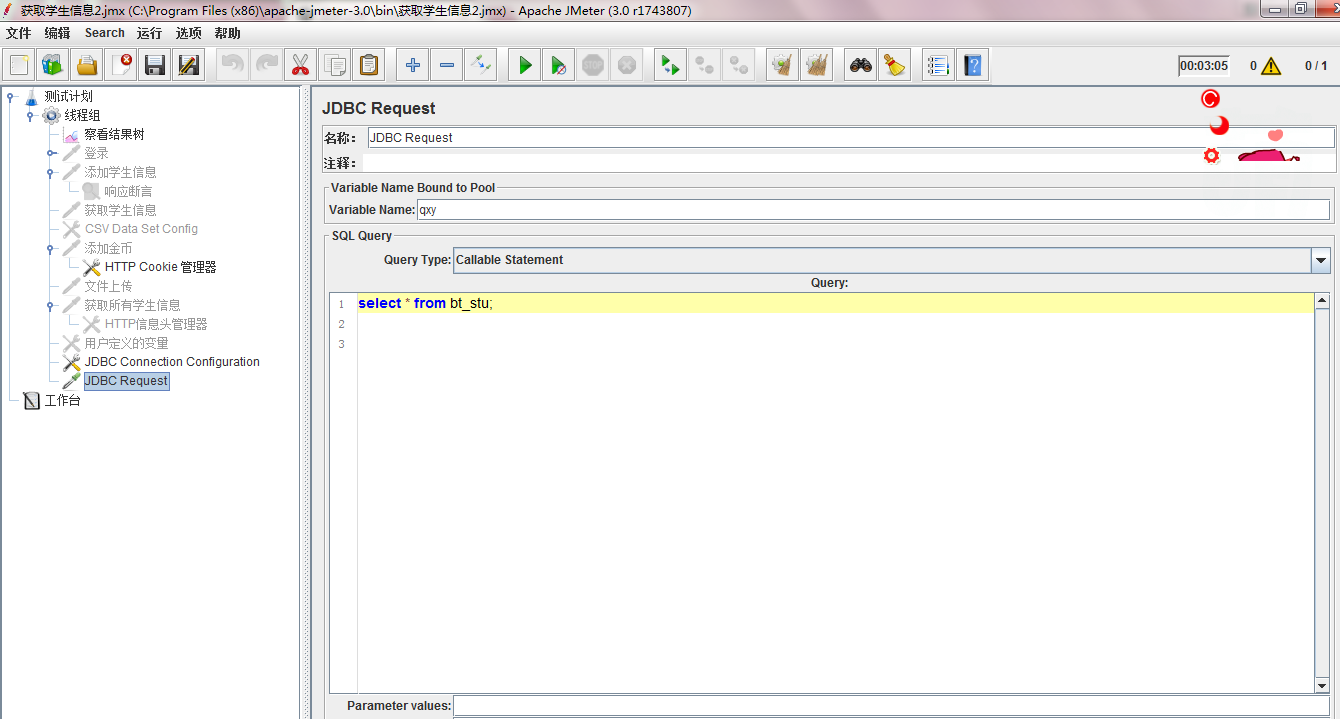 获取学生信息2.jmx (C:\Program Files (x86)\apache-jmeter-3.0\bin\获取学生信息2.jmx) - Apache JMeter (3.0 r1743807)
文件 编辑 Search 运行 选项 帮助
STOP
00:03:05 0 0 / 1
测试计划
线程组
察看结果树
登录
添加学生信息
响应断言
获取学生信息
CSV Data Set Config
添加金币
HTTP Cookie 管理器
文件上传
获取所有学生信息
HTTP信息头管理器
用户定义的变量
JDBC Connection Configuration
JDBC Request
工作台
JDBC Request
名称： JDBC Request
注释：
Variable Name Bound to Pool
Variable Name: qxy
SQL Query
Query Type: Callable Statement
Query:
1 select * from bt_stu;
2
3
Parameter values: